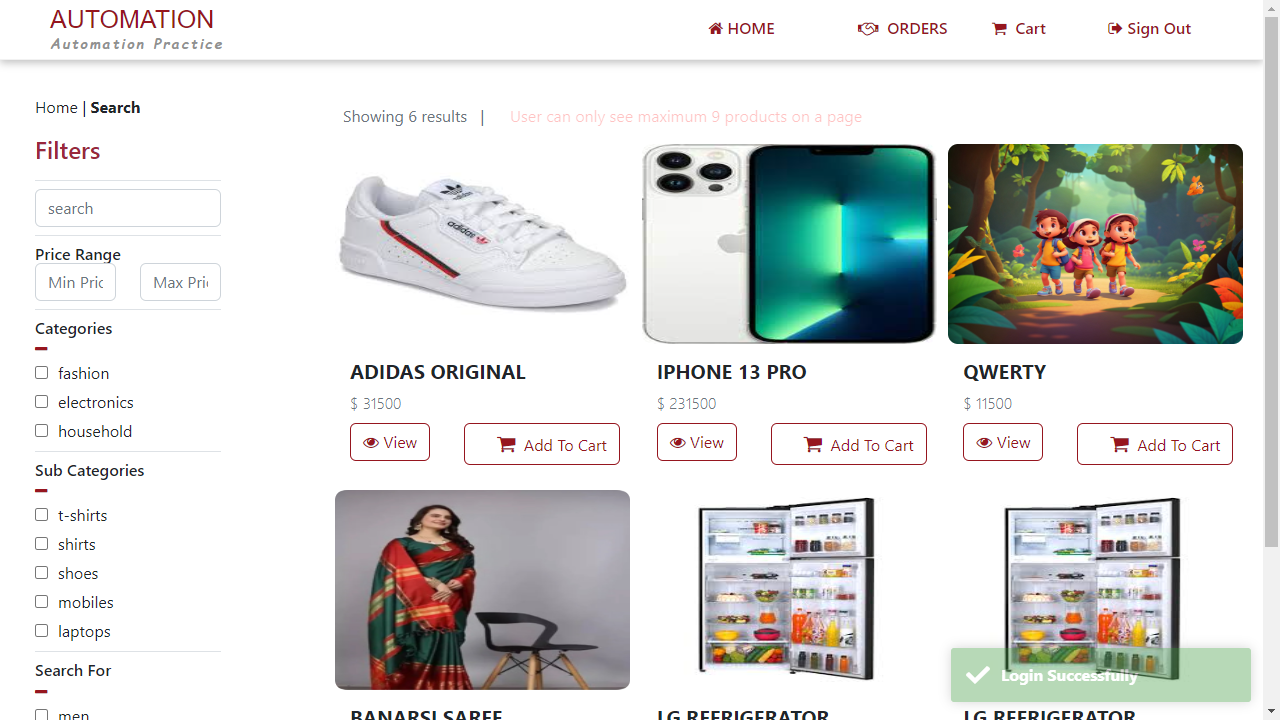 AUTOMATION
Automation Practice
HOME
ORDERS
Cart
Sign Out
Home | Search
Filters
search
Price Range
Min Pric
Max Pric
Categories
fashion
electronics
household
Sub Categories
t-shirts
shirts
shoes
mobiles
laptops
Search For
men
Showing 6 results |
User can only see maximum 9 products on a page
adidas
adidas
ADIDAS ORIGINAL
$ 31500
View
Add To Cart
IPHONE 13 PRO
$ 231500
View
Add To Cart
QWERTY
$ 11500
View
Add To Cart
BANARSI SAREE
LG REFRIGERATOR
LG REFRIGERATOR
Login Successfully